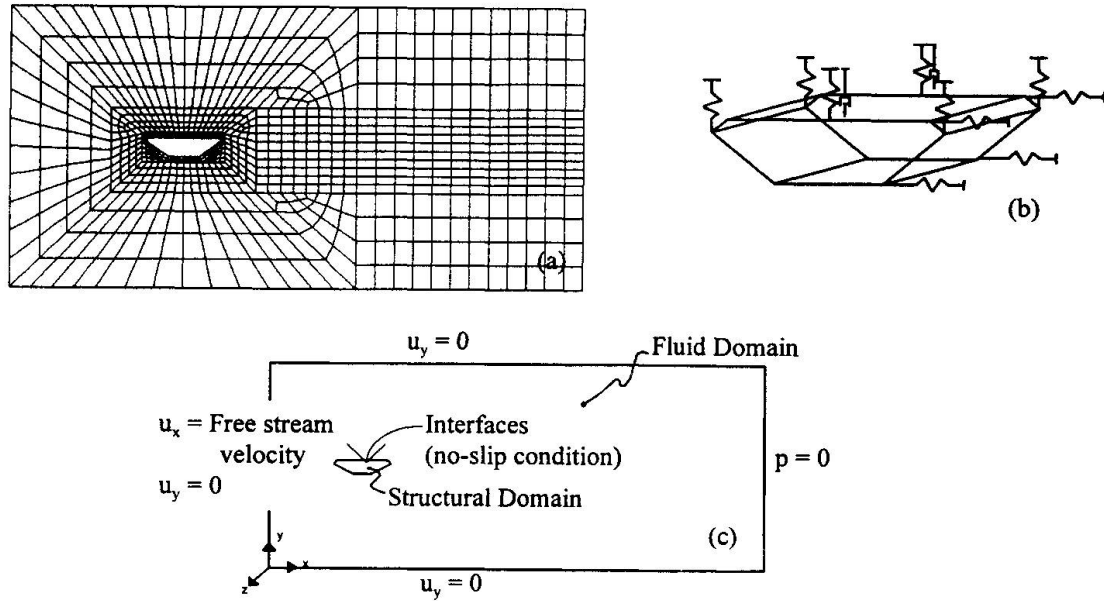 (a)
(b)
u_y = 0
Fluid Domain
u_x = Free stream
velocity
Interfaces
(no-slip condition)
p = 0
u_y = 0
Structural Domain
(c)
y
x
z
u_y = 0